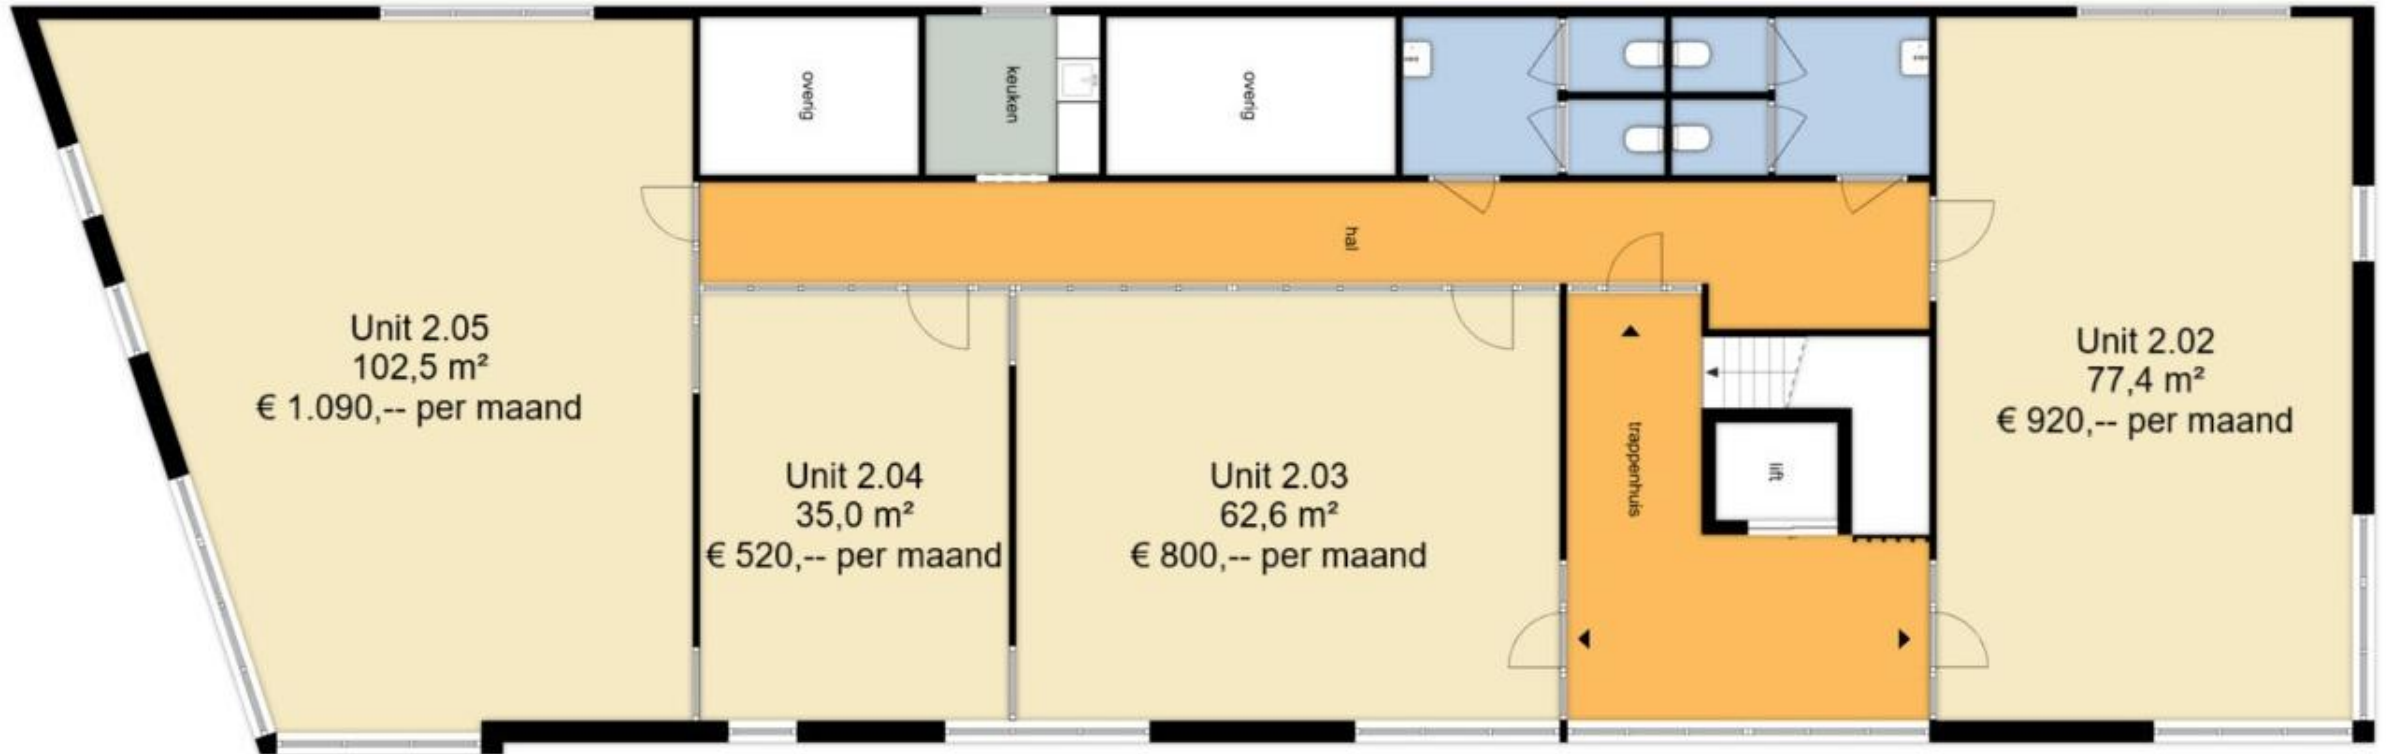 overig
keuken
overig
hal
Unit 2.05
102,5 m²
€ 1.090,-- per maand
Unit 2.04
35,0 m²
€ 520,-- per maand
Unit 2.03
62,6 m²
€ 800,-- per maand
trappenhuis
lift
Unit 2.02
77,4 m²
€ 920,-- per maand